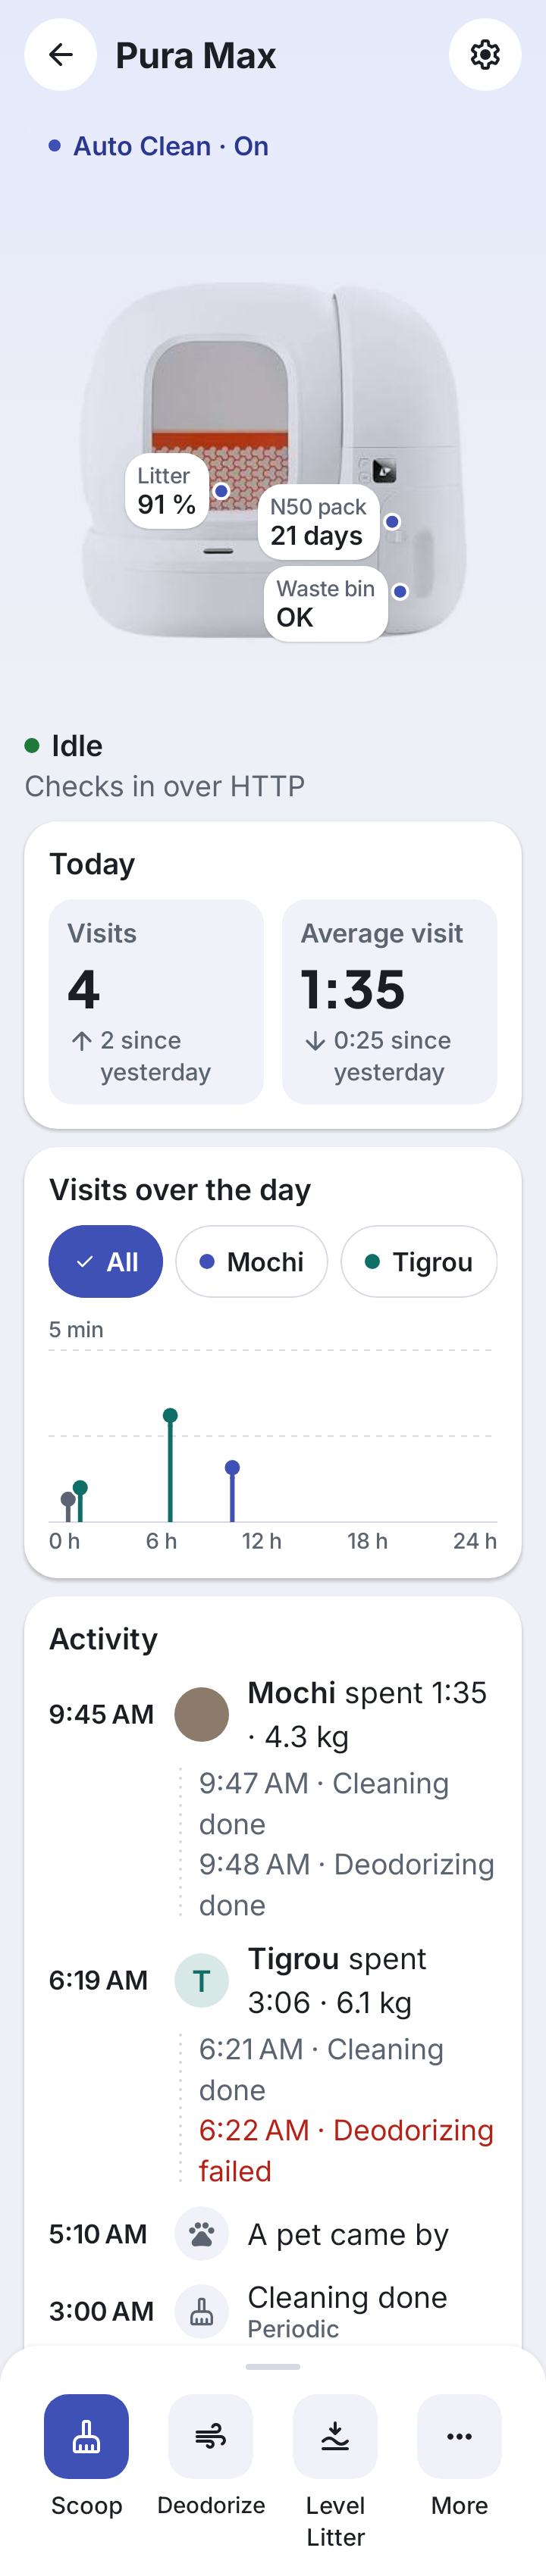 Pura Max
Auto Clean · On
Litter
91 %
N50 pack
21 days
Waste bin
OK
Idle
Checks in over HTTP
Today
Visits
4
2 since
yesterday
Average visit
1:35
0:25 since
yesterday
Visits over the day
All
Mochi
Tigrou
5 min
0 h
6 h
12 h
18 h
24 h
Activity
9:45 AM
Mochi spent 1:35
· 4.3 kg
9:47 AM · Cleaning
done
9:48 AM · Deodorizing
done
6:19 AM
T
Tigrou spent
3:06 · 6.1 kg
6:21 AM · Cleaning
done
6:22 AM · Deodorizing
failed
5:10 AM
A pet came by
3:00 AM
Cleaning done
Periodic
Scoop
Deodorize
Level
Litter
More